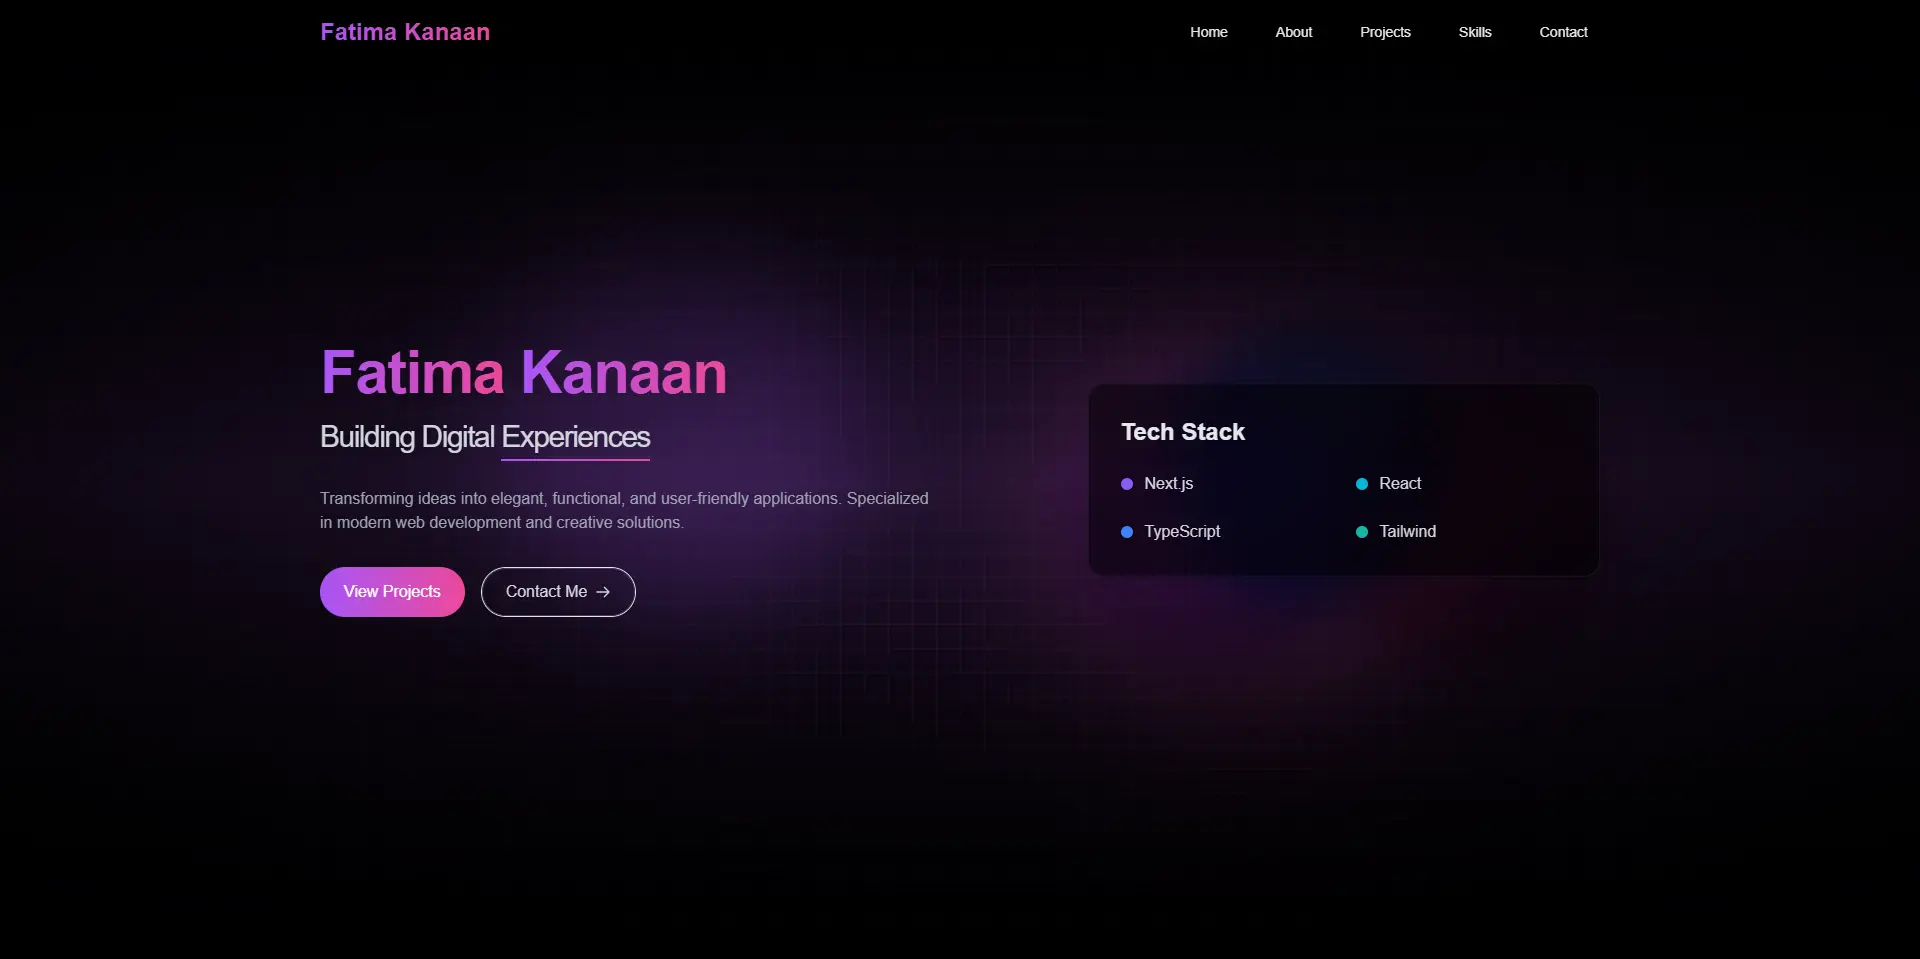 Fatima Kanaan
Home
About
Projects
Skills
Contact
Fatima Kanaan
Building Digital Experiences
Transforming ideas into elegant, functional, and user-friendly applications. Specialized
in modern web development and creative solutions.
View Projects
Contact Me →
Tech Stack
Next.js
React
TypeScript
Tailwind